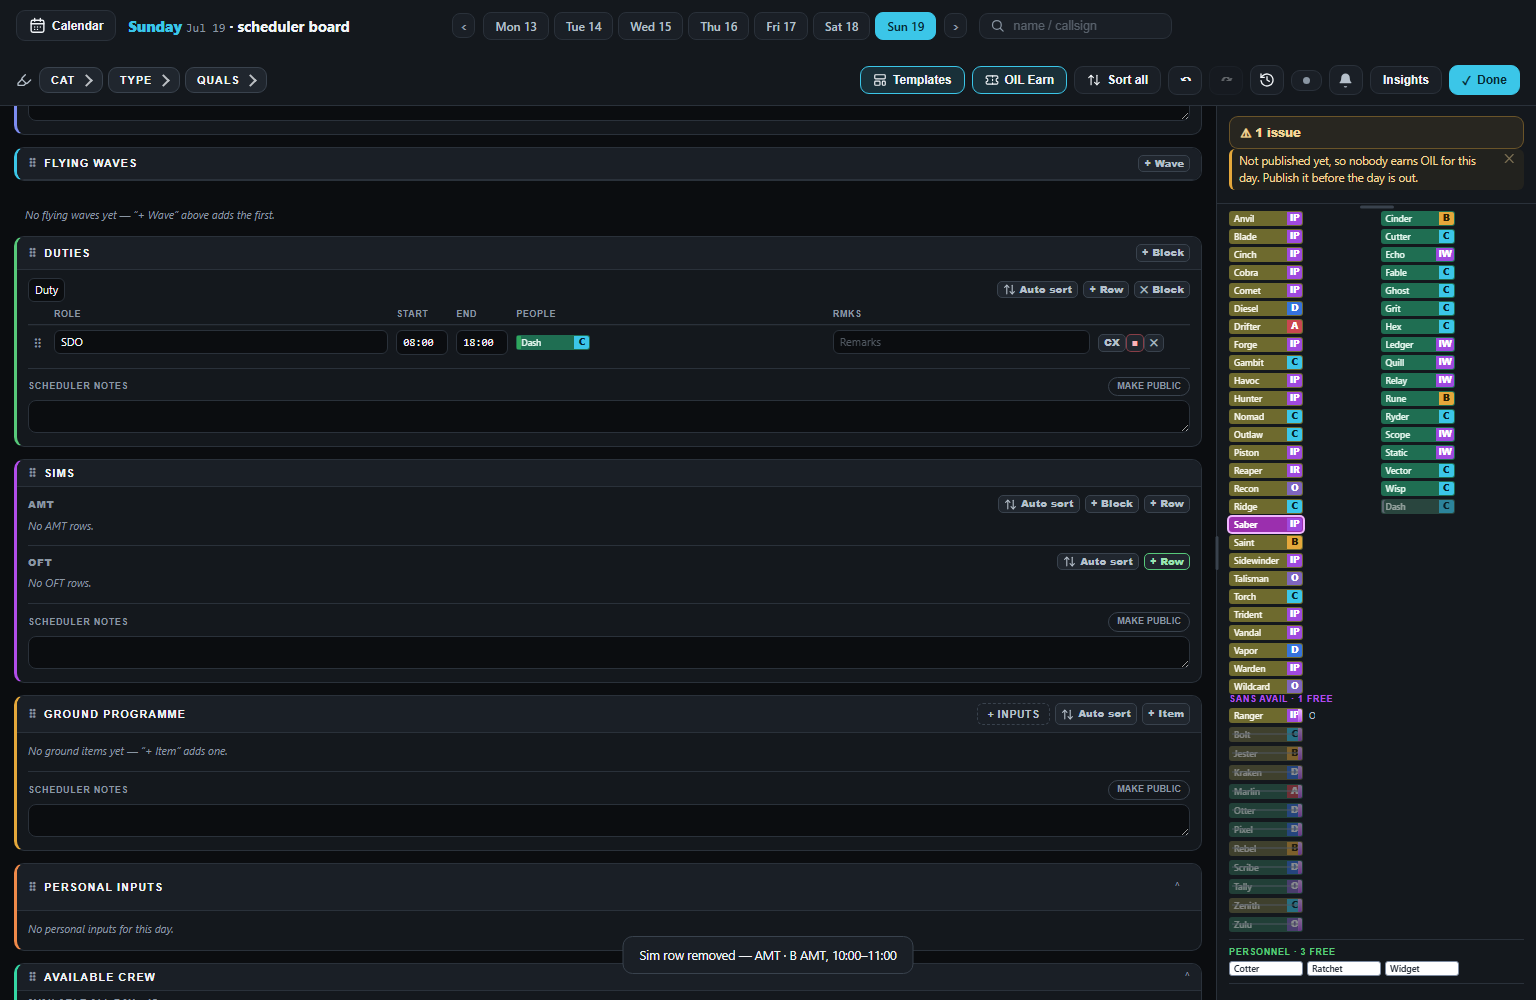 Calendar
Sunday Jul 19 · scheduler board
‹ Mon 13 Tue 14 Wed 15 Thu 16 Fri 17 Sat 18 Sun 19 ›
name / callsign
CAT TYPE QUALS
Templates OIL Earn Sort all Insights ✓ Done
FLYING WAVES
+ Wave
No flying waves yet — "+ Wave" above adds the first.
DUTIES
+ Block
Duty
Auto sort + Row ✕ Block
ROLE START END PEOPLE RMKS
SDO 08:00 18:00 Dash C Remarks CX ✕
SCHEDULER NOTES MAKE PUBLIC
SIMS
AMT
Auto sort + Block + Row
No AMT rows.
OFT
Auto sort + Row
No OFT rows.
SCHEDULER NOTES MAKE PUBLIC
GROUND PROGRAMME
+ INPUTS Auto sort + Item
No ground items yet — "+ Item" adds one.
SCHEDULER NOTES MAKE PUBLIC
PERSONAL INPUTS
No personal inputs for this day.
Sim row removed — AMT · B AMT, 10:00–11:00
AVAILABLE CREW
⚠ 1 issue
Not published yet, so nobody earns OIL for this
day. Publish it before the day is out.
Anvil IP
Blade IP
Cinch IP
Cobra IP
Comet IP
Diesel D
Drifter A
Forge IP
Gambit C
Havoc IP
Hunter IP
Nomad C
Outlaw C
Piston IP
Reaper IR
Recon O
Ridge C
Saber IP
Saint B
Sidewinder IP
Talisman O
Torch C
Trident IP
Vandal IP
Vapor D
Warden IP
Wildcard O
Cinder B
Cutter C
Echo IW
Fable C
Ghost C
Grit C
Hex C
Ledger IW
Quill IW
Relay IW
Rune B
Ryder C
Scope IW
Static IW
Vector C
Wisp C
Dash C
SANS AVAIL · 1 FREE
Ranger IP O
Bolt C
Jester B
Kraken D
Marlin A
Otter D
Pixel D
Rebel B
Scribe D
Tally O
Zenith C
Zulu O
PERSONNEL · 3 FREE
Cotter Ratchet Widget